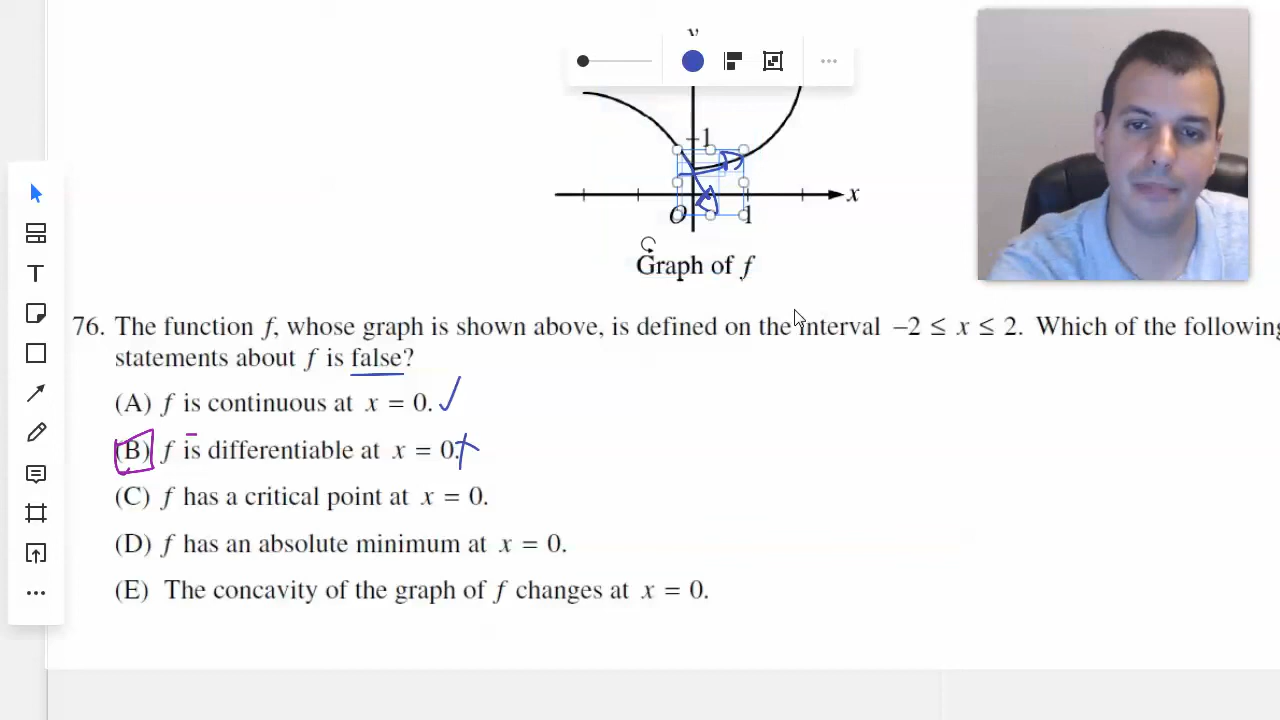 1
x
O
1
Graph of f
T
76. The function f, whose graph is shown above, is defined on the interval −2 ≤ x ≤ 2. Which of the following
statements about f is false?
(A) f is continuous at x = 0.
(B) f is differentiable at x = 0.
(C) f has a critical point at x = 0.
(D) f has an absolute minimum at x = 0.
(E) The concavity of the graph of f changes at x = 0.